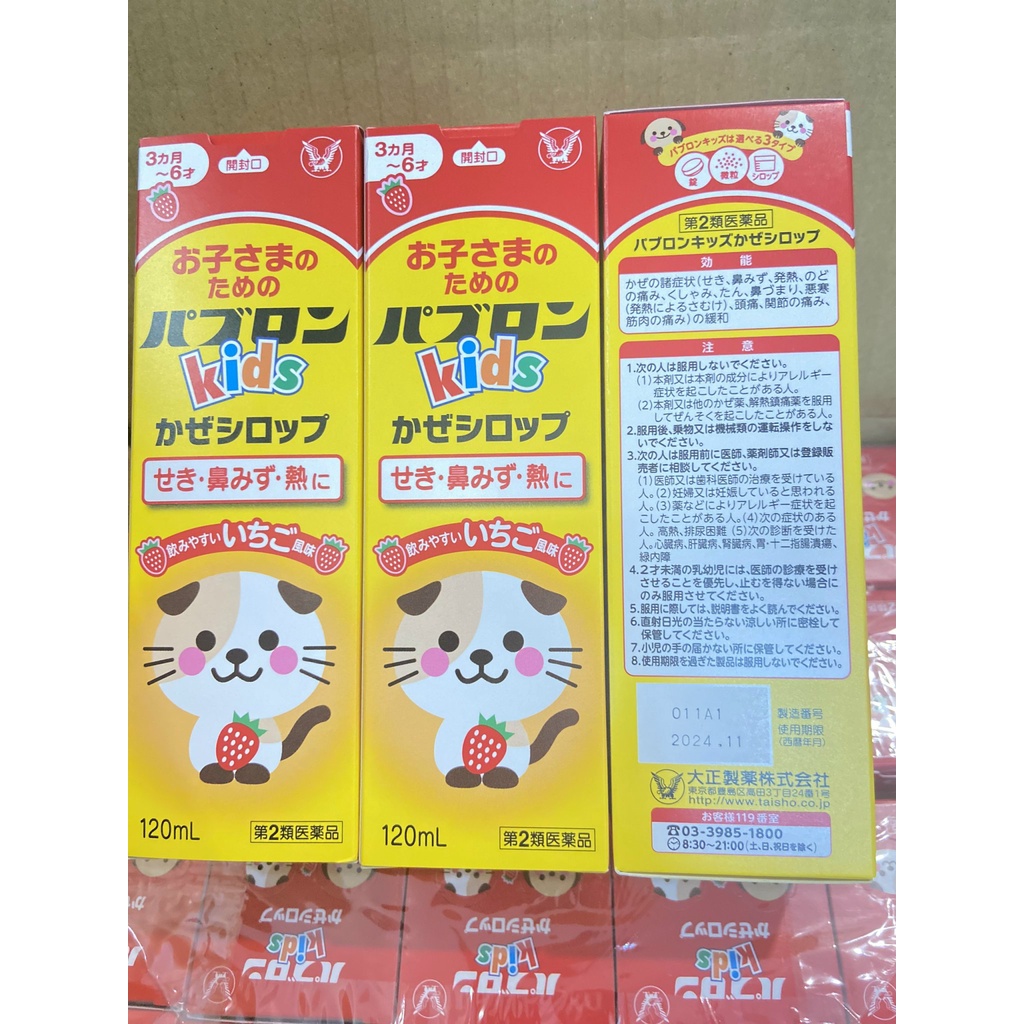 3カ月
～6才
開封口
お子さまの
ための
パブロン
kids
かぜシロップ
せき・鼻みず・熱に
飲みやすいいちご風味
120mL
第2類医薬品
3カ月
～6才
開封口
お子さまの
ための
パブロン
kids
かぜシロップ
せき・鼻みず・熱に
飲みやすいいちご風味
120mL
第2類医薬品
パブロンキッズは選べる3タイプ
錠
微粒
シロップ
第2類医薬品
パブロンキッズかぜシロップ
効能
かぜの諸症状(せき、鼻みず、発熱、のど
の痛み、くしゃみ、たん、鼻づまり、悪寒
(発熱によるさむけ)、頭痛、関節の痛み、
筋肉の痛み)の緩和
注意
1.次の人は服用しないでください。
(1)本剤又は本剤の成分によりアレルギー
症状を起こしたことがある人。
(2)本剤又は他のかぜ薬、解熱鎮痛薬を服用
してぜんそくを起こしたことがある人。
2.服用後、乗物又は機械類の運転操作をしな
いでください。
3.次の人は服用前に医師、薬剤師又は登録販
売者に相談してください。
(1)医師又は歯科医師の治療を受けている
人。(2)妊婦又は妊娠していると思われる
人。(3)薬などによりアレルギー症状を起
こしたことがある人。(4)次の症状のある
人。高熱、排尿困難 (5)次の診断を受けた
人。心臓病、肝臓病、腎臓病、胃・十二指腸潰瘍、
緑内障
4.2才未満の乳幼児には、医師の診療を受け
させることを優先し、止むを得ない場合に
のみ服用させてください。
5.服用に際しては、説明書をよく読んでください。
6.直射日光の当たらない涼しい所に密栓して
保管してください。
7.小児の手の届かない所に保管してください。
8.使用期限を過ぎた製品は服用しないでください。
011A1
製造番号
2024.11
使用期限
(西暦年月)
大正製薬株式会社
東京都豊島区高田3丁目24番1号
http://www.taisho.co.jp
お客様119番室
☎03-3985-1800
8:30～21:00(土、日、祝日を除く)
かぜシロップ
kids
パブロン
かぜシロップ
kids
パブロン
かぜシロップ
kids
パブロン